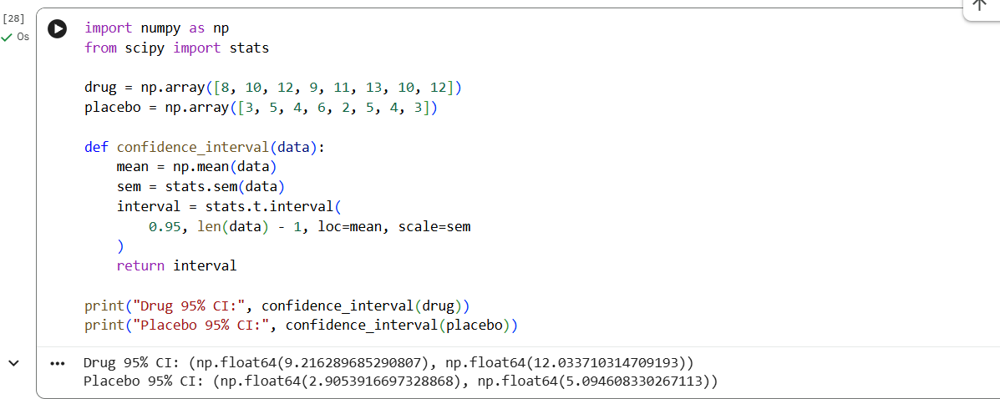 [28]
0s
import numpy as np
from scipy import stats
drug = np.array([8, 10, 12, 9, 11, 13, 10, 12])
placebo = np.array([3, 5, 4, 6, 2, 5, 4, 3])
def confidence_interval(data):
    mean = np.mean(data)
    sem = stats.sem(data)
    interval = stats.t.interval(
        0.95, len(data) - 1, loc=mean, scale=sem
    )
    return interval
print("Drug 95% CI:", confidence_interval(drug))
print("Placebo 95% CI:", confidence_interval(placebo))
Drug 95% CI: (np.float64(9.216289685290807), np.float64(12.033710314709193))
Placebo 95% CI: (np.float64(2.9053916697328868), np.float64(5.094608330267113))